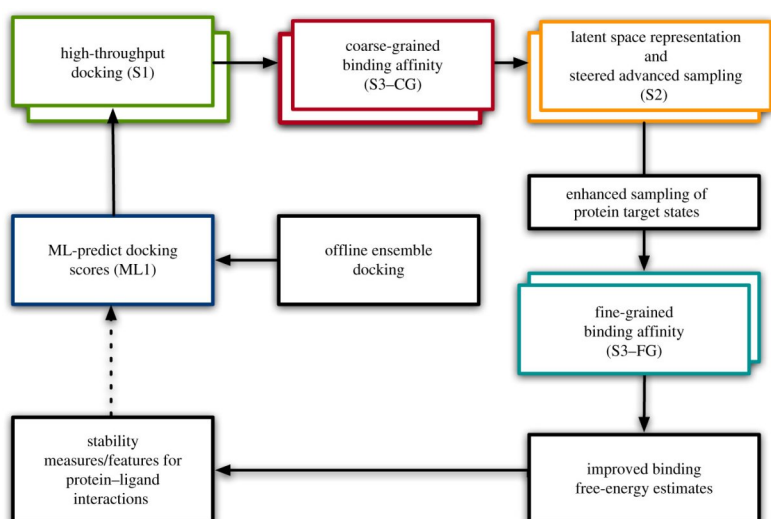 high-throughput
docking (S1)
coarse-grained
binding affinity
(S3–CG)
latent space representation
and
steered advanced sampling
(S2)
enhanced sampling of
protein target states
ML-predict docking
scores (ML1)
offline ensemble
docking
fine-grained
binding affinity
(S3–FG)
stability
measures/features for
protein–ligand
interactions
improved binding
free-energy estimates